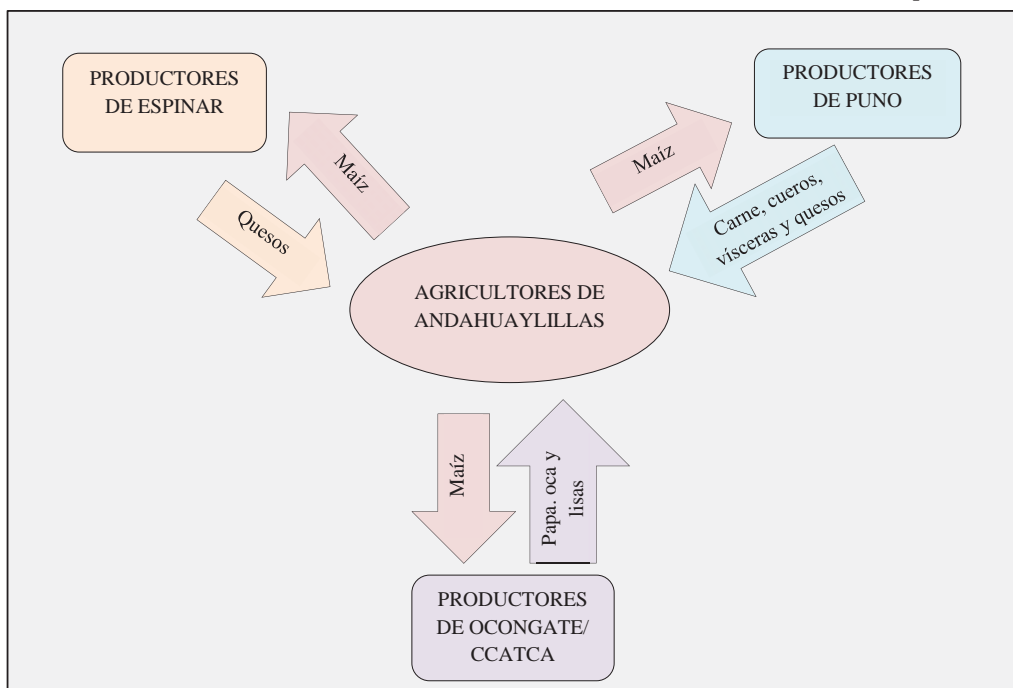 PRODUCTORES
DE ESPINAR
PRODUCTORES
DE PUNO
Maíz
Quesos
Maíz
Carne, cueros,
vísceras y quesos
AGRICULTORES DE
ANDAHUAYLILLAS
Maíz
Papa. oca y
lisas
PRODUCTORES
DE OCONGATE/
CCATCA